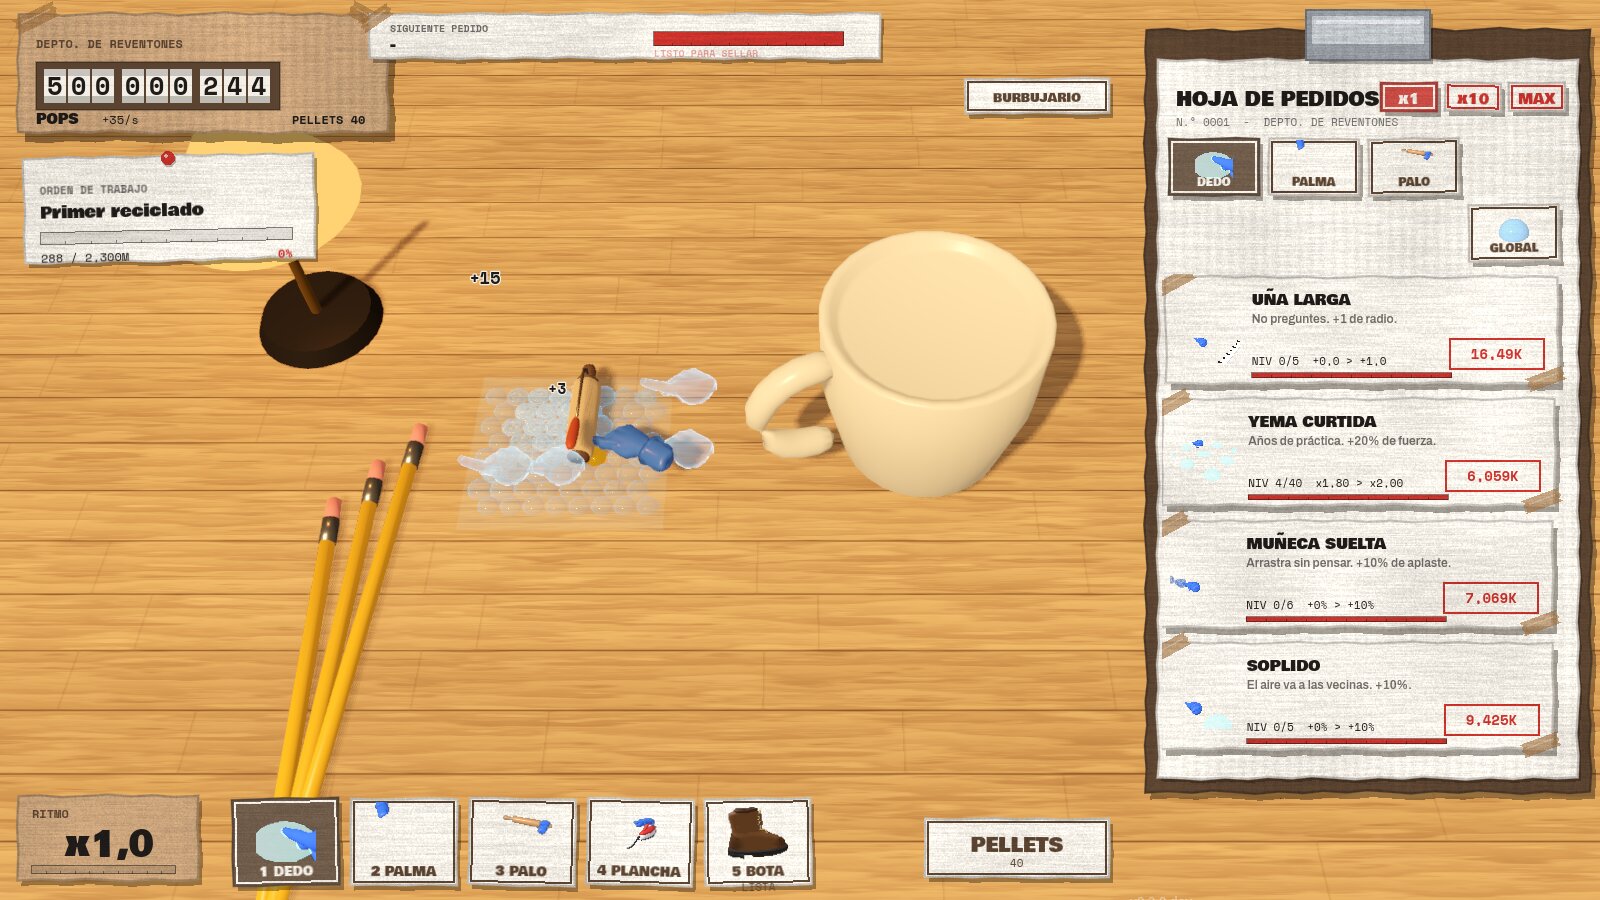 DEPTO. DE REVENTONES
500 000 244
POPS +35/s PELLETS 40
SIGUIENTE PEDIDO
-
LISTO PARA SELLAR
BURBUJARIO
ORDEN DE TRABAJO
Primer reciclado
0%
288 / 2,300M
+15
+3
HOJA DE PEDIDOS x1 x10 MAX
N.° 0001 - DEPTO. DE REVENTONES
DEDO PALMA PALO
GLOBAL
UÑA LARGA
No preguntes. +1 de radio.
NIV 0/5 +0,0 > +1,0
16,49K
YEMA CURTIDA
Años de práctica. +20% de fuerza.
NIV 4/40 x1,80 > x2,00
6,059K
MUÑECA SUELTA
Arrastra sin pensar. +10% de aplaste.
NIV 0/6 +0% > +10%
7,069K
SOPLIDO
El aire va a las vecinas. +10%.
NIV 0/5 +0% > +10%
9,425K
RITMO
x1,0
1 DEDO 2 PALMA 3 PALO 4 PLANCHA 5 BOTA
LISTA
PELLETS
40